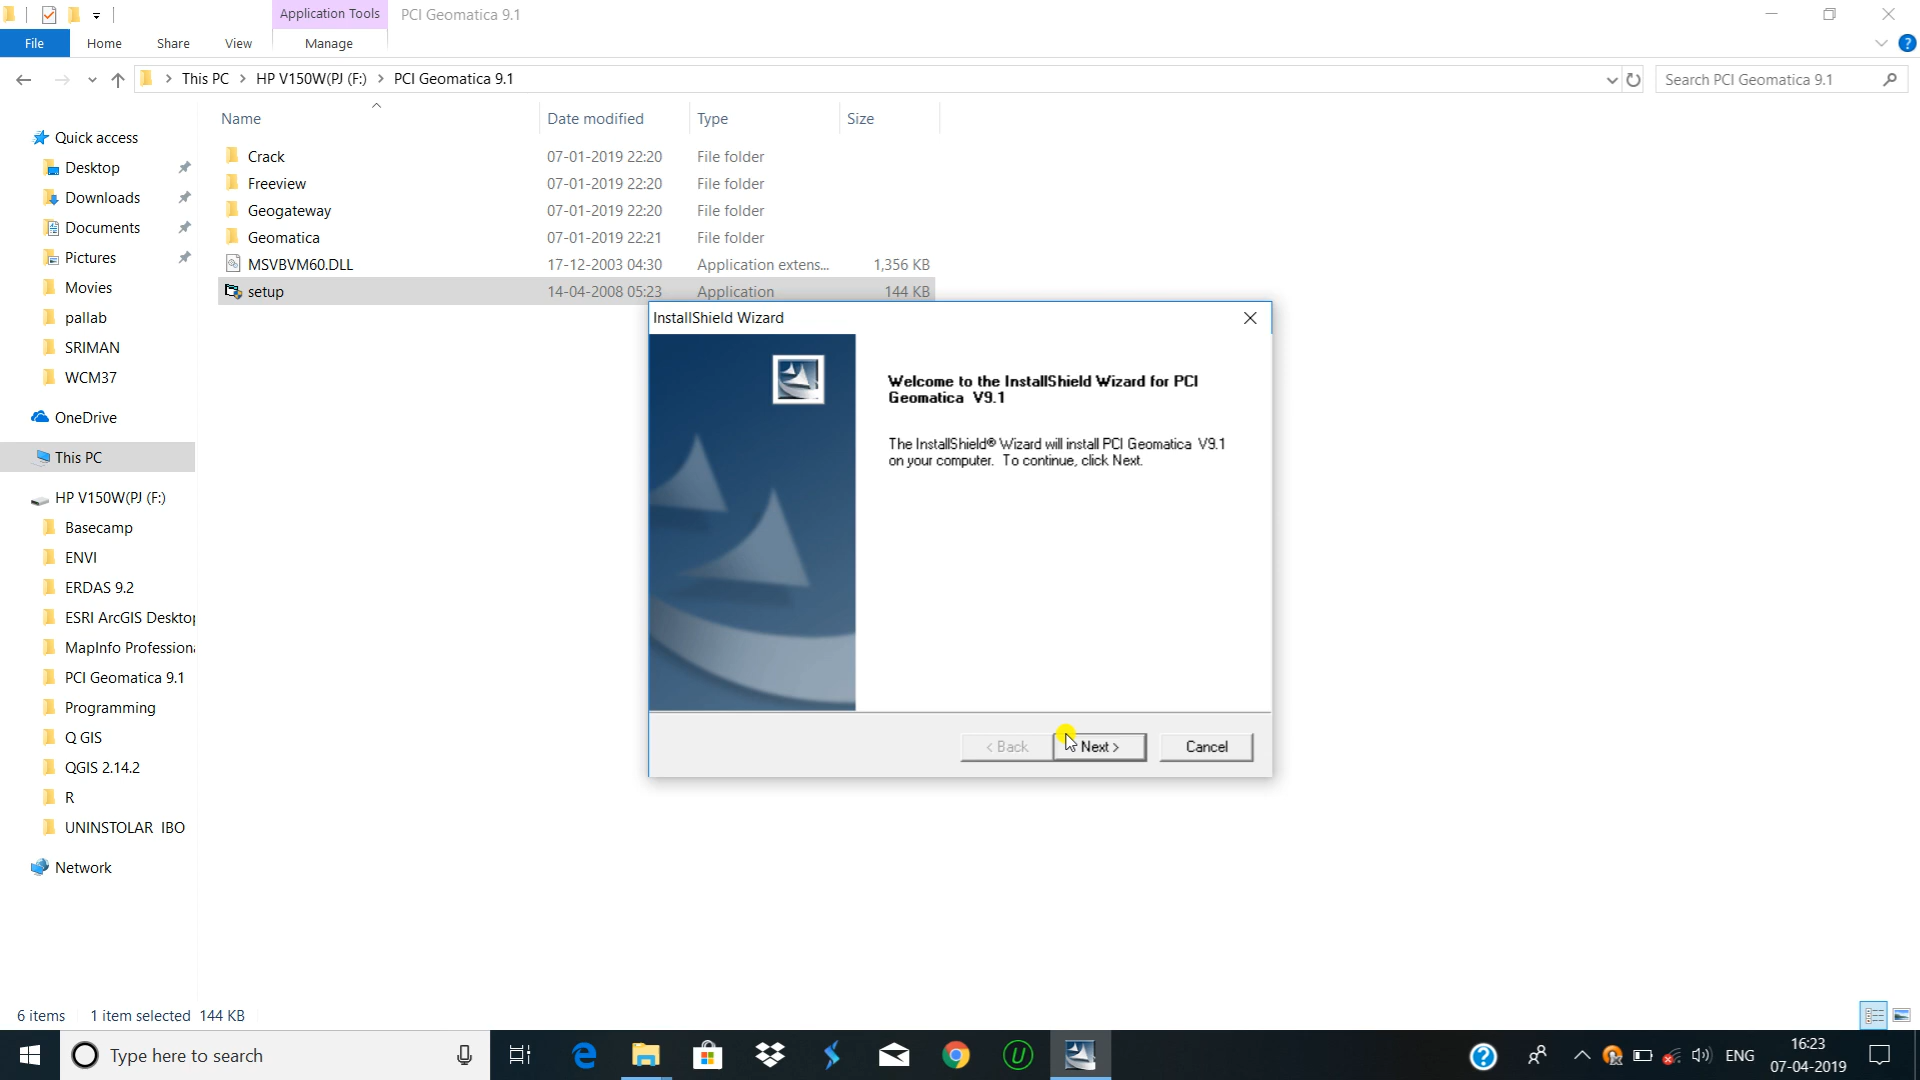 Application Tools
PCI Geomatica 9.1
File
Home
Share
View
Manage
This PC > HP V150W(PJ (F:) > PCI Geomatica 9.1
Search PCI Geomatica 9.1
Name
Date modified
Type
Size
Crack 07-01-2019 22:20 File folder
Freeview 07-01-2019 22:20 File folder
Geogateway 07-01-2019 22:20 File folder
Geomatica 07-01-2019 22:21 File folder
MSVBVM60.DLL 17-12-2003 04:30 Application extens... 1,356 KB
setup 14-04-2008 05:23 Application 144 KB
Quick access
Desktop
Downloads
Documents
Pictures
Movies
pallab
SRIMAN
WCM37
OneDrive
This PC
HP V150W(PJ (F:)
Basecamp
ENVI
ERDAS 9.2
ESRI ArcGIS Desktop
MapInfo Profession
PCI Geomatica 9.1
Programming
Q GIS
QGIS 2.14.2
R
UNINSTOLAR IBO
Network
InstallShield Wizard
Welcome to the InstallShield Wizard for PCI
Geomatica V9.1
The InstallShield® Wizard will install PCI Geomatica V9.1
on your computer. To continue, click Next.
< Back
Next >
Cancel
6 items
1 item selected 144 KB
Type here to search
ENG
16:23
07-04-2019